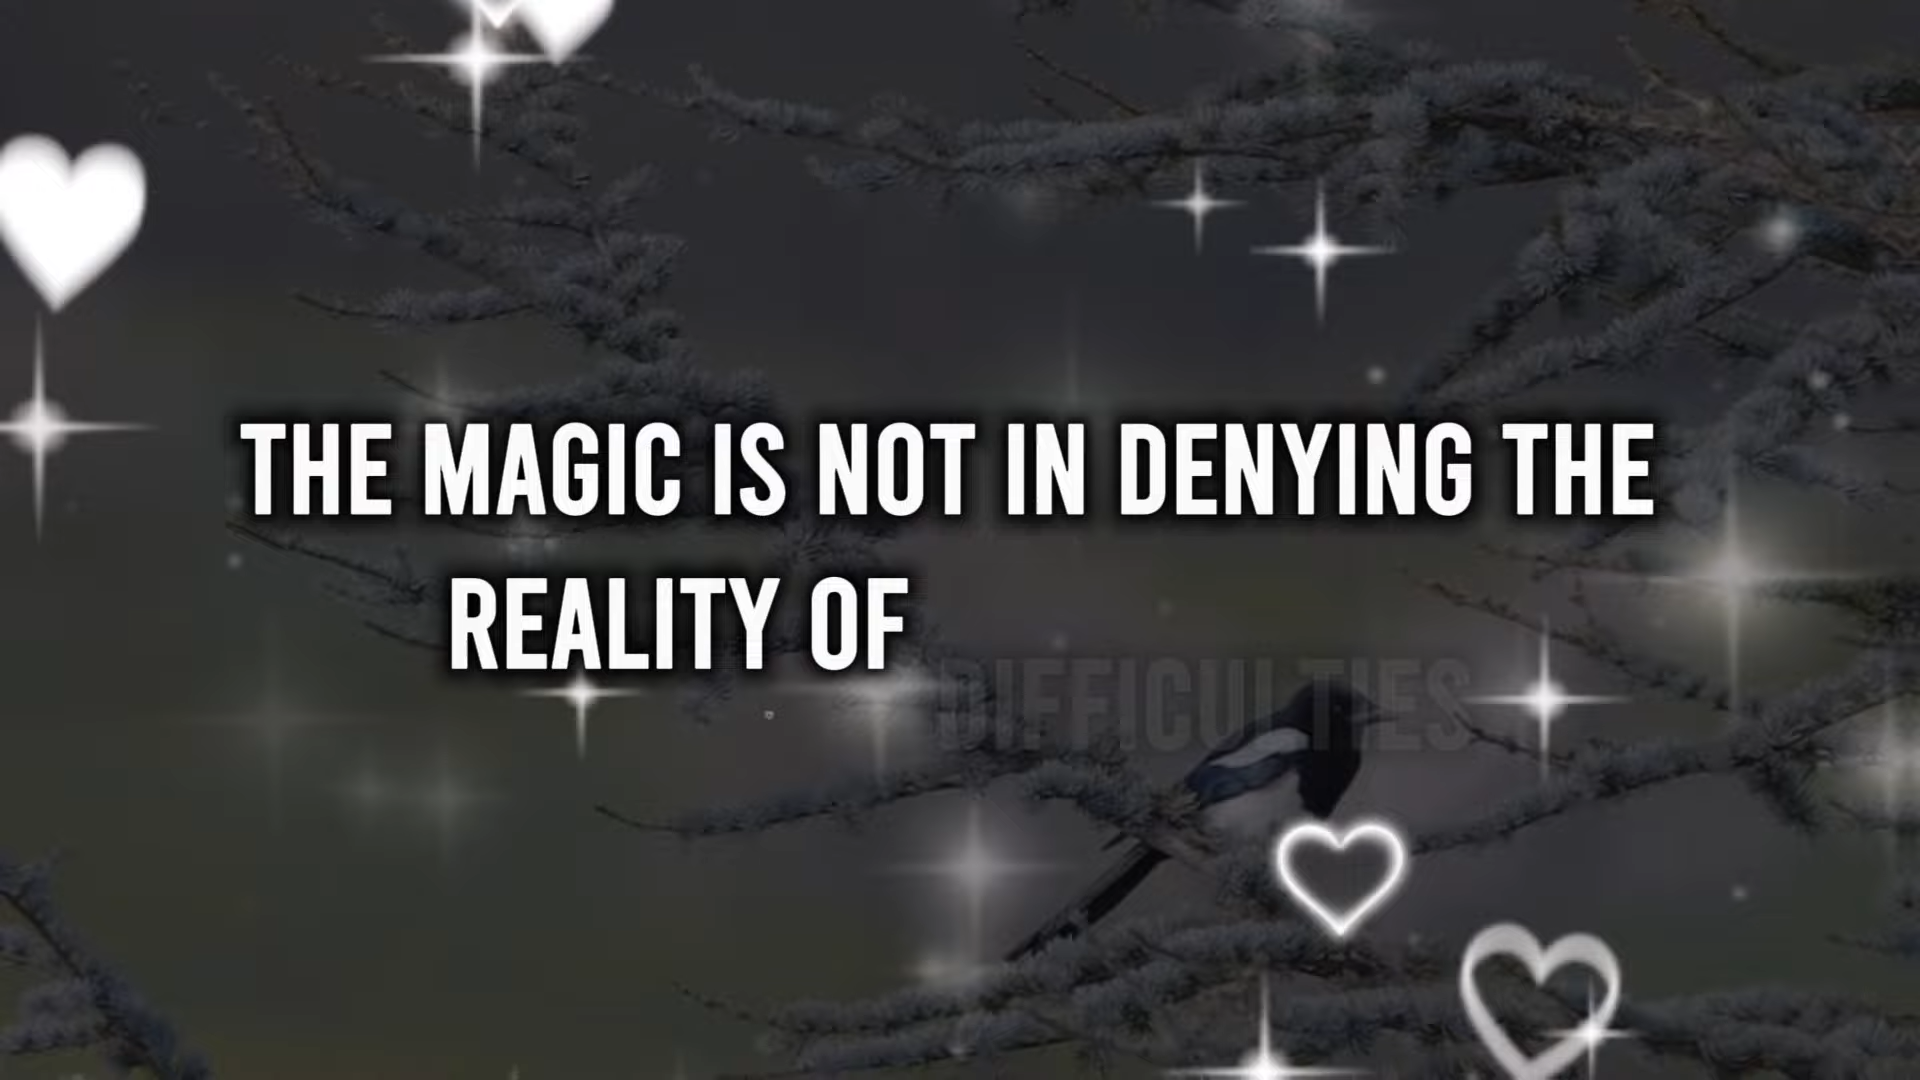 THE MAGIC IS NOT IN DENYING THE
REALITY OF DIFFICULTIES